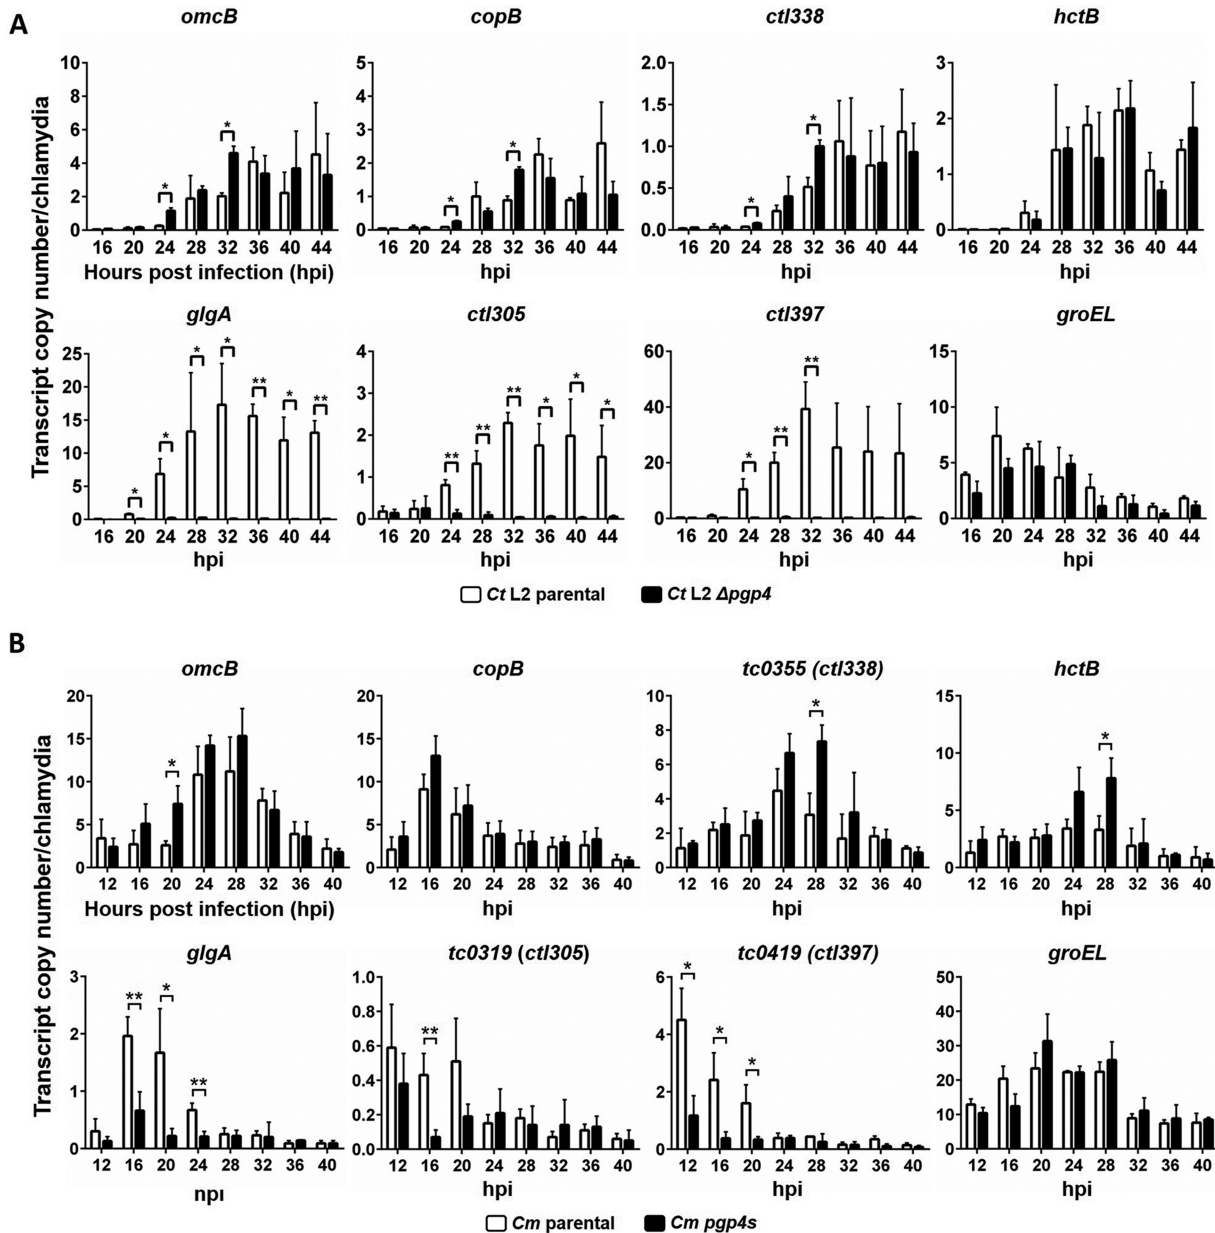 A
omcB copB ctl338 hctB
Transcript copy number/chlamydia
10 8 6 4 2 0
* *
16 20 24 28 32 36 40 44
Hours post infection (hpi)
5 4 3 2 1 0
* *
16 20 24 28 32 36 40 44
hpi
2.0 1.5 1.0 0.5 0.0
* *
16 20 24 28 32 36 40 44
hpi
3 2 1 0
16 20 24 28 32 36 40 44
hpi
glgA ctl305 ctl397 groEL
25 20 15 10 5 0
* * * * ** * **
16 20 24 28 32 36 40 44
hpi
4 3 2 1 0
** ** ** * * *
16 20 24 28 32 36 40 44
hpi
60 40 20 0
* ** **
16 20 24 28 32 36 40 44
hpi
15 10 5 0
16 20 24 28 32 36 40 44
hpi
Ct L2 parental Ct L2 Δpgp4
B
omcB copB tc0355 (ctl338) hctB
Transcript copy number/chlamydia
20 15 10 5 0
*
12 16 20 24 28 32 36 40
Hours post infection (hpi)
20 15 10 5 0
12 16 20 24 28 32 36 40
hpi
10 8 6 4 2 0
*
12 16 20 24 28 32 36 40
hpi
15 10 5 0
*
12 16 20 24 28 32 36 40
hpi
glgA tc0319 (ctl305) tc0419 (ctl397) groEL
3 2 1 0
** * **
12 16 20 24 28 32 36 40
npı
1.0 0.8 0.6 0.4 0.2 0.0
**
12 16 20 24 28 32 36 40
hpi
6 4 2 0
* * *
12 16 20 24 28 32 36 40
hpi
50 40 30 20 10 0
12 16 20 24 28 32 36 40
hpi
Cm parental Cm pgp4s